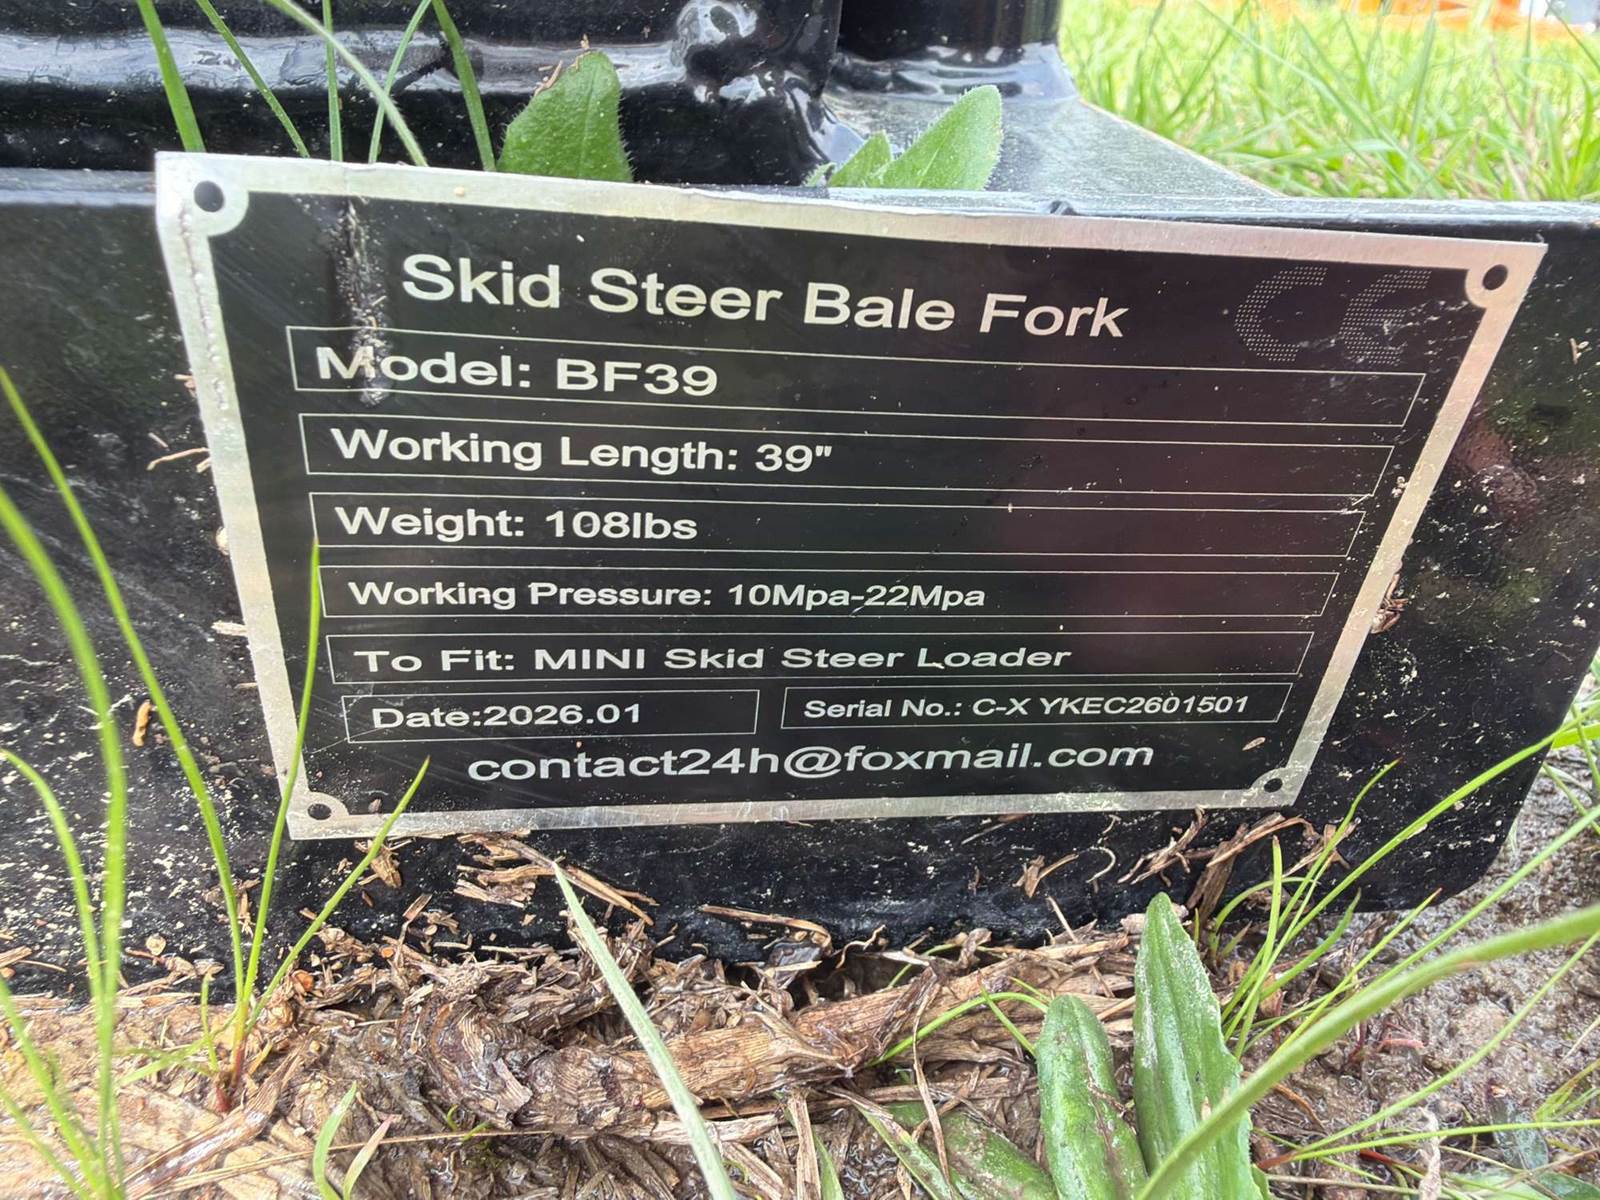 Skid Steer Bale Fork
CE
Model: BF39
Working Length: 39"
Weight: 108lbs
Working Pressure: 10Mpa-22Mpa
To Fit: MINI Skid Steer Loader
Date:2026.01
Serial No.: C-X YKEC2601501
contact24h@foxmail.com